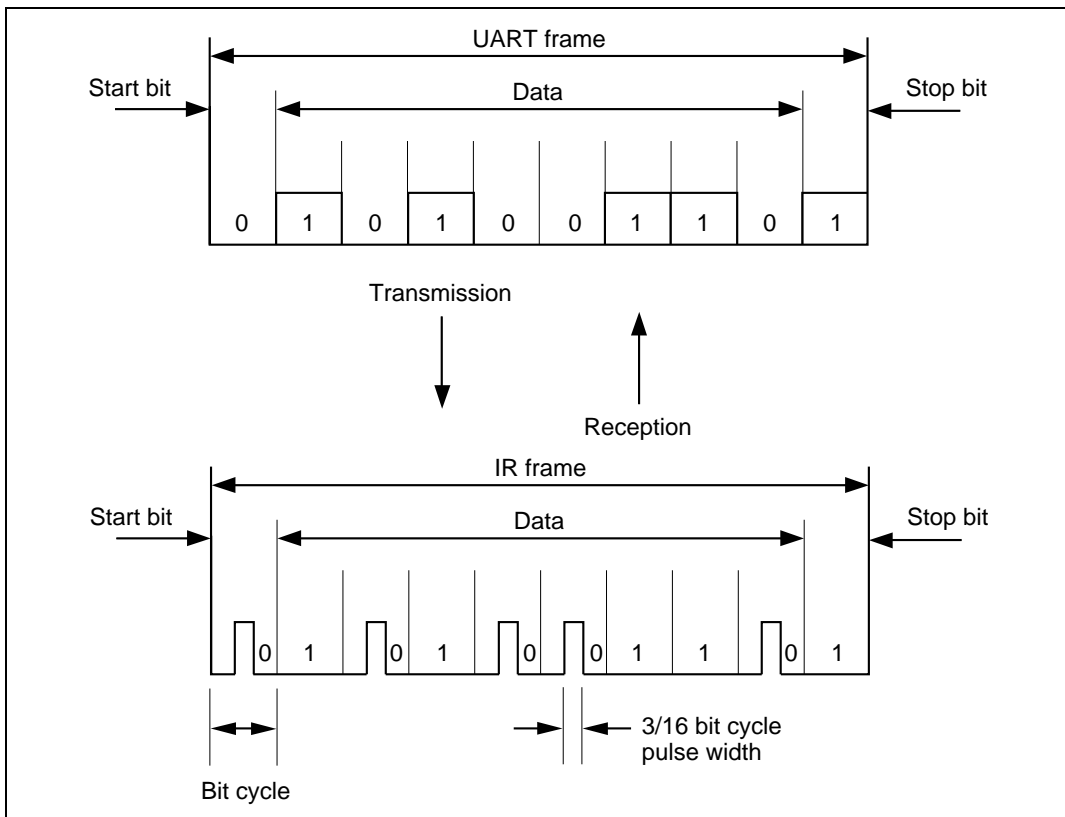 UART frame
Start bit
Data
Stop bit
0 1 0 1 0 0 1 1 0 1
Transmission
Reception
IR frame
Start bit
Data
Stop bit
0 1 0 1 0 0 1 1 0 1
3/16 bit cycle
pulse width
Bit cycle